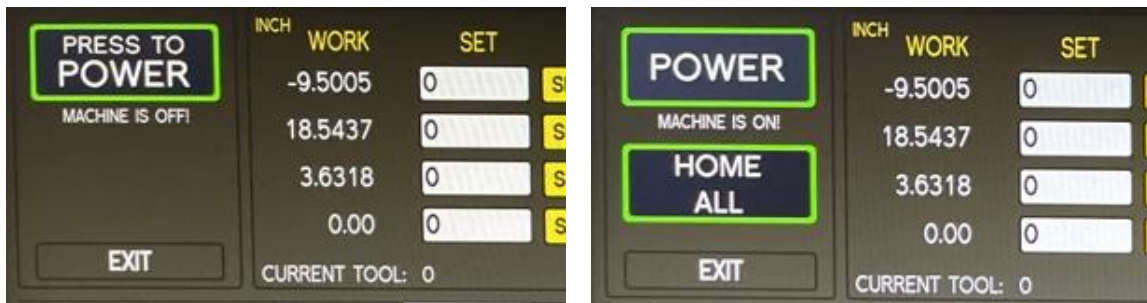 PRESS TO
POWER
MACHINE IS OFF!
EXIT
INCH
WORK SET
-9.5005 0
18.5437 0
3.6318 0
0.00 0
CURRENT TOOL: 0
POWER
MACHINE IS ON!
HOME
ALL
EXIT
INCH
WORK SET
-9.5005 0
18.5437 0
3.6318 0
0.00 0
CURRENT TOOL: 0